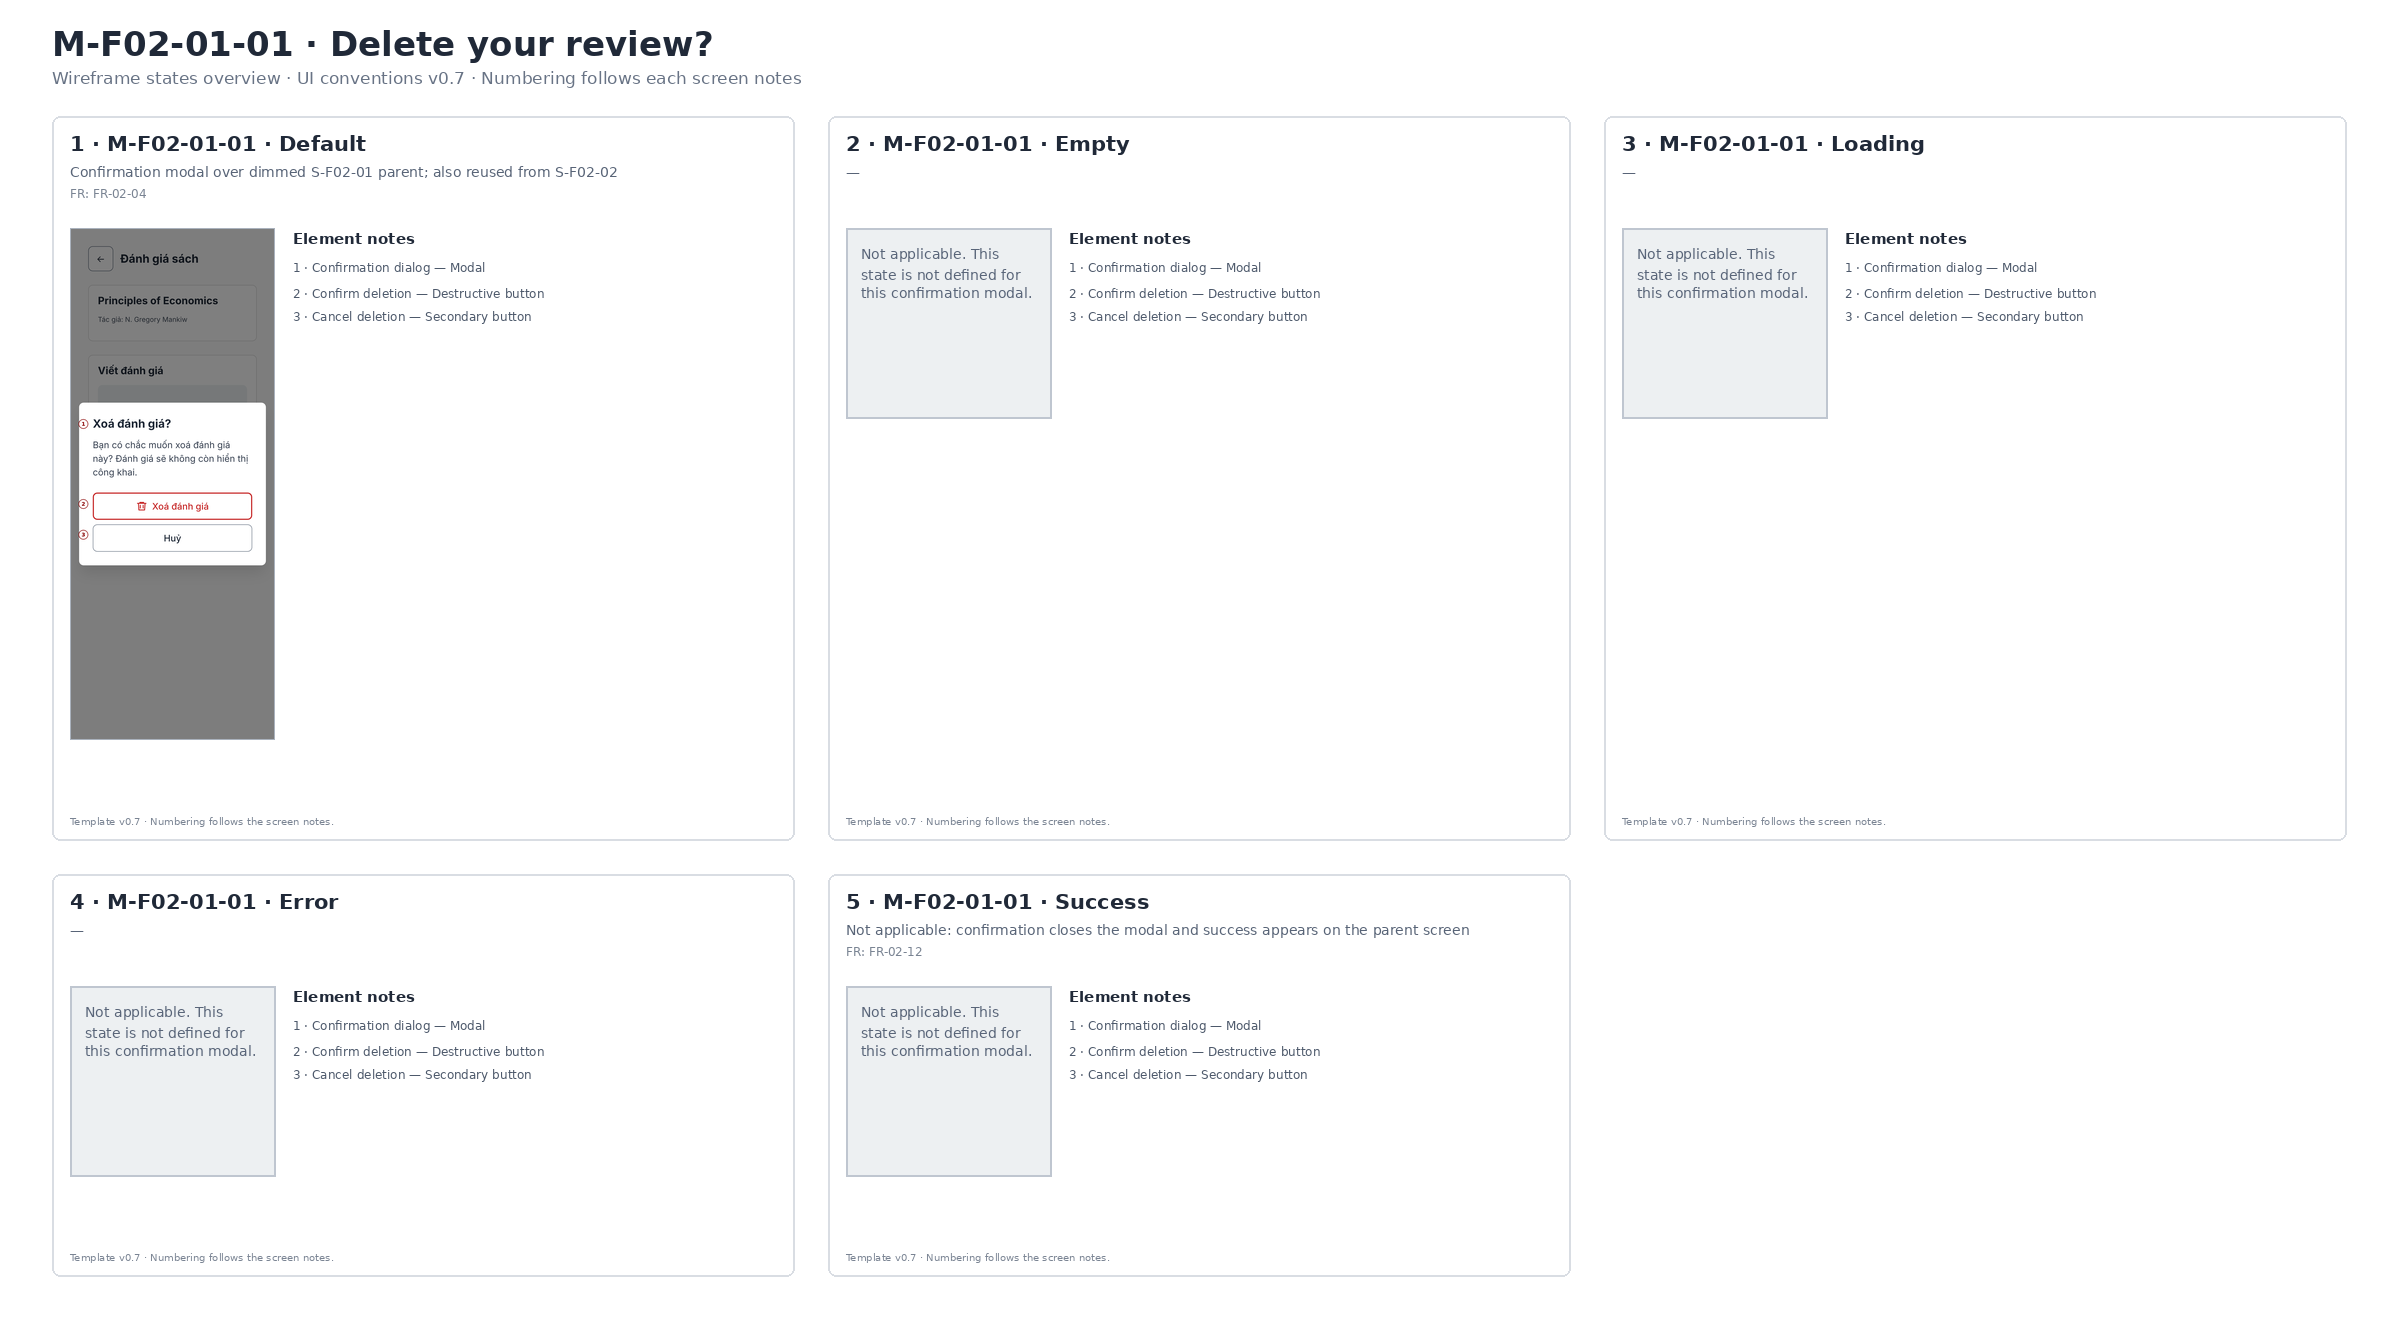 M-F02-01-01 · Delete your review?
Wireframe states overview · UI conventions v0.7 · Numbering follows each screen notes
1 · M-F02-01-01 · Default
Confirmation modal over dimmed S-F02-01 parent; also reused from S-F02-02
FR: FR-02-04
←
Đánh giá sách
Principles of Economics
Tác giả: N. Gregory Mankiw
Viết đánh giá
① Xoá đánh giá?
Bạn có chắc muốn xoá đánh giá
này? Đánh giá sẽ không còn hiển thị
công khai.
② Xoá đánh giá
③ Huỷ
Element notes
1 · Confirmation dialog — Modal
2 · Confirm deletion — Destructive button
3 · Cancel deletion — Secondary button
Template v0.7 · Numbering follows the screen notes.
2 · M-F02-01-01 · Empty
—
Not applicable. This
state is not defined for
this confirmation modal.
Element notes
1 · Confirmation dialog — Modal
2 · Confirm deletion — Destructive button
3 · Cancel deletion — Secondary button
Template v0.7 · Numbering follows the screen notes.
3 · M-F02-01-01 · Loading
—
Not applicable. This
state is not defined for
this confirmation modal.
Element notes
1 · Confirmation dialog — Modal
2 · Confirm deletion — Destructive button
3 · Cancel deletion — Secondary button
Template v0.7 · Numbering follows the screen notes.
4 · M-F02-01-01 · Error
—
Not applicable. This
state is not defined for
this confirmation modal.
Element notes
1 · Confirmation dialog — Modal
2 · Confirm deletion — Destructive button
3 · Cancel deletion — Secondary button
Template v0.7 · Numbering follows the screen notes.
5 · M-F02-01-01 · Success
Not applicable: confirmation closes the modal and success appears on the parent screen
FR: FR-02-12
Not applicable. This
state is not defined for
this confirmation modal.
Element notes
1 · Confirmation dialog — Modal
2 · Confirm deletion — Destructive button
3 · Cancel deletion — Secondary button
Template v0.7 · Numbering follows the screen notes.